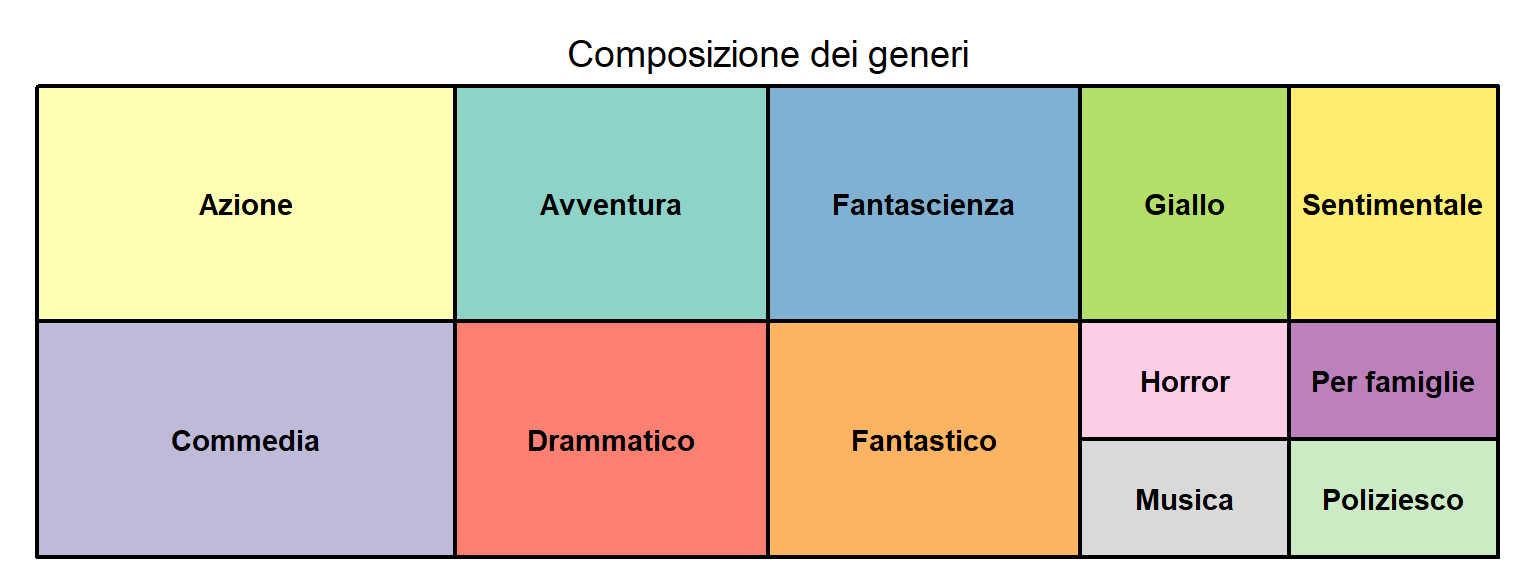 Composizione dei generi
Azione
Avventura
Fantascienza
Giallo
Sentimentale
Commedia
Drammatico
Fantastico
Horror
Per famiglie
Musica
Poliziesco